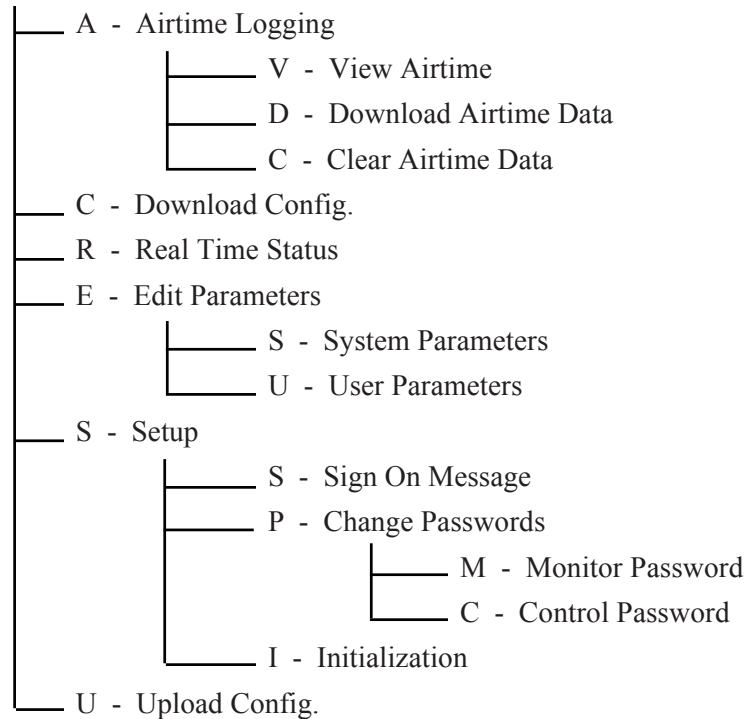 A - Airtime Logging
V - View Airtime
D - Download Airtime Data
C - Clear Airtime Data
C - Download Config.
R - Real Time Status
E - Edit Parameters
S - System Parameters
U - User Parameters
S - Setup
S - Sign On Message
P - Change Passwords
M - Monitor Password
C - Control Password
I - Initialization
U - Upload Config.